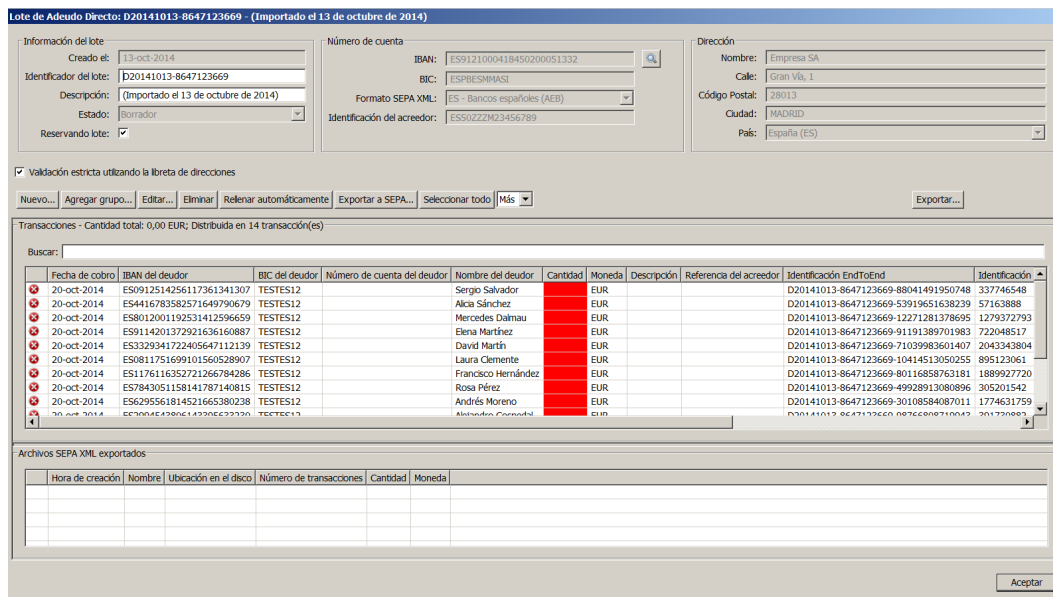 Lote de Adeudo Directo: D20141013-8647123669 - (Importado el 13 de octubre de 2014)
Información del lote
Creado el: 13-oct-2014
Identificador del lote: D20141013-8647123669
Descripción: (Importado el 13 de octubre de 2014)
Estado: Borrador
Reservando lote:
Número de cuenta
IBAN: ES9121000418450200051332
BIC: ESPBESMMASI
Formato SEPA XML: ES - Bancos españoles (AEB)
Identificación del acreedor: ES50ZZZM23456789
Dirección
Nombre: Empresa SA
Calle: Gran Vía, 1
Código Postal: 28013
Ciudad: MADRID
País: España (ES)
Validación estricta utilizando la libreta de direcciones
Nuevo... Agregar grupo... Editar... Eliminar Rellenar automáticamente Exportar a SEPA... Seleccionar todo Más Exportar...
Transacciones - Cantidad total: 0,00 EUR; Distribuida en 14 transacción(es)
Buscar:
Fecha de cobro IBAN del deudor BIC del deudor Número de cuenta del deudor Nombre del deudor Cantidad Moneda Descripción Referencia del acreedor Identificación EndToEnd Identificación
20-oct-2014 ES0912514256117361341307 TESTES12 Sergio Salvador EUR D20141013-8647123669-88041491950748 337746548
20-oct-2014 ES4416783582571649790679 TESTES12 Alicia Sánchez EUR D20141013-8647123669-53919651638239 57163888
20-oct-2014 ES8012001192531412596659 TESTES12 Mercedes Dalmau EUR D20141013-8647123669-12271281378695 1279372793
20-oct-2014 ES9114201372921636160887 TESTES12 Elena Martínez EUR D20141013-8647123669-91191389701983 722048517
20-oct-2014 ES3329341722405647112139 TESTES12 David Martín EUR D20141013-8647123669-71039983601407 2043343804
20-oct-2014 ES0811751699101560528907 TESTES12 Laura Clemente EUR D20141013-8647123669-10414513050255 895123061
20-oct-2014 ES1176116352721266784286 TESTES12 Francisco Hernández EUR D20141013-8647123669-80116858763181 1889927720
20-oct-2014 ES7843051158141787140815 TESTES12 Rosa Pérez EUR D20141013-8647123669-49928913080896 305201542
20-oct-2014 ES6295561814521665380238 TESTES12 Andrés Moreno EUR D20141013-8647123669-30108584087011 1774631759
20-oct-2014 TESTES12 EUR
Archivos SEPA XML exportados
Hora de creación Nombre Ubicación en el disco Número de transacciones Cantidad Moneda
Aceptar